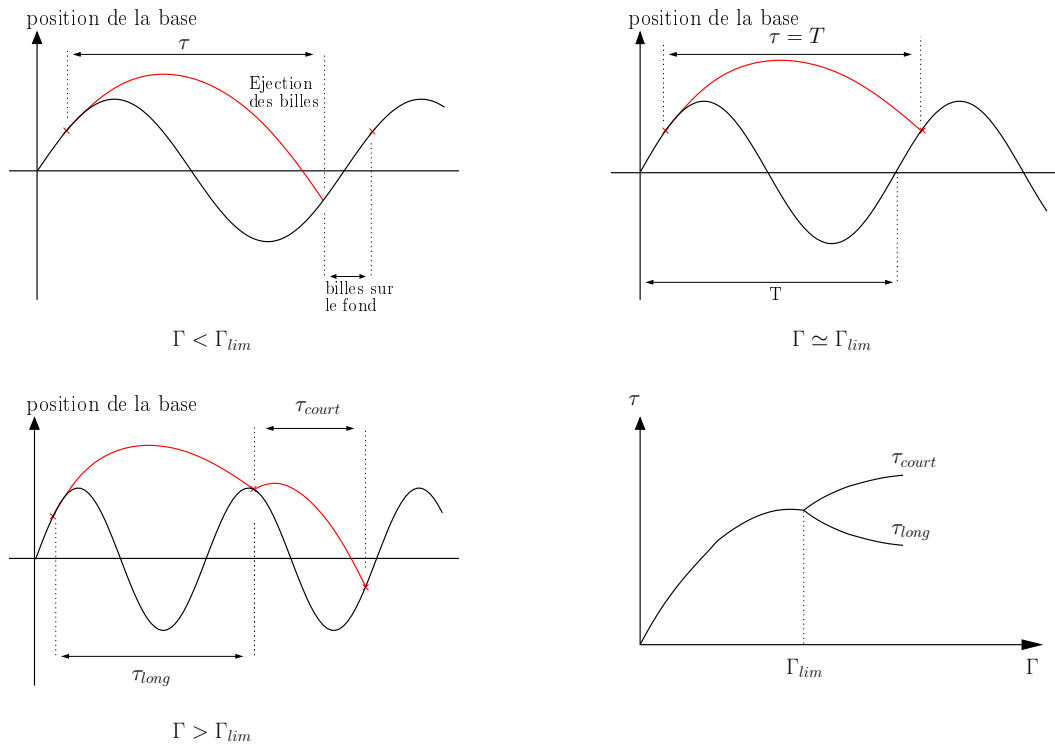 position de la base
τ
Ejection
des billes
billes sur
le fond
Γ < Γ_lim
position de la base
τ = T
T
Γ ≃ Γ_lim
position de la base
τ_court
τ_long
Γ > Γ_lim
τ
τ_court
τ_long
Γ_lim
Γ